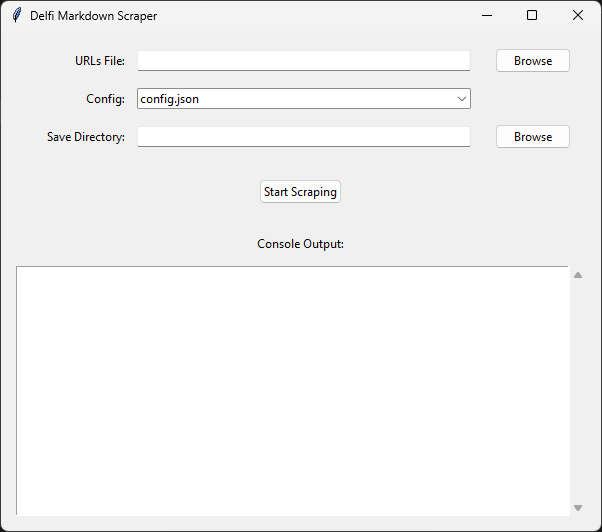 Delfi Markdown Scraper
URLs File:
Browse
Config:
config.json
Save Directory:
Browse
Start Scraping
Console Output: